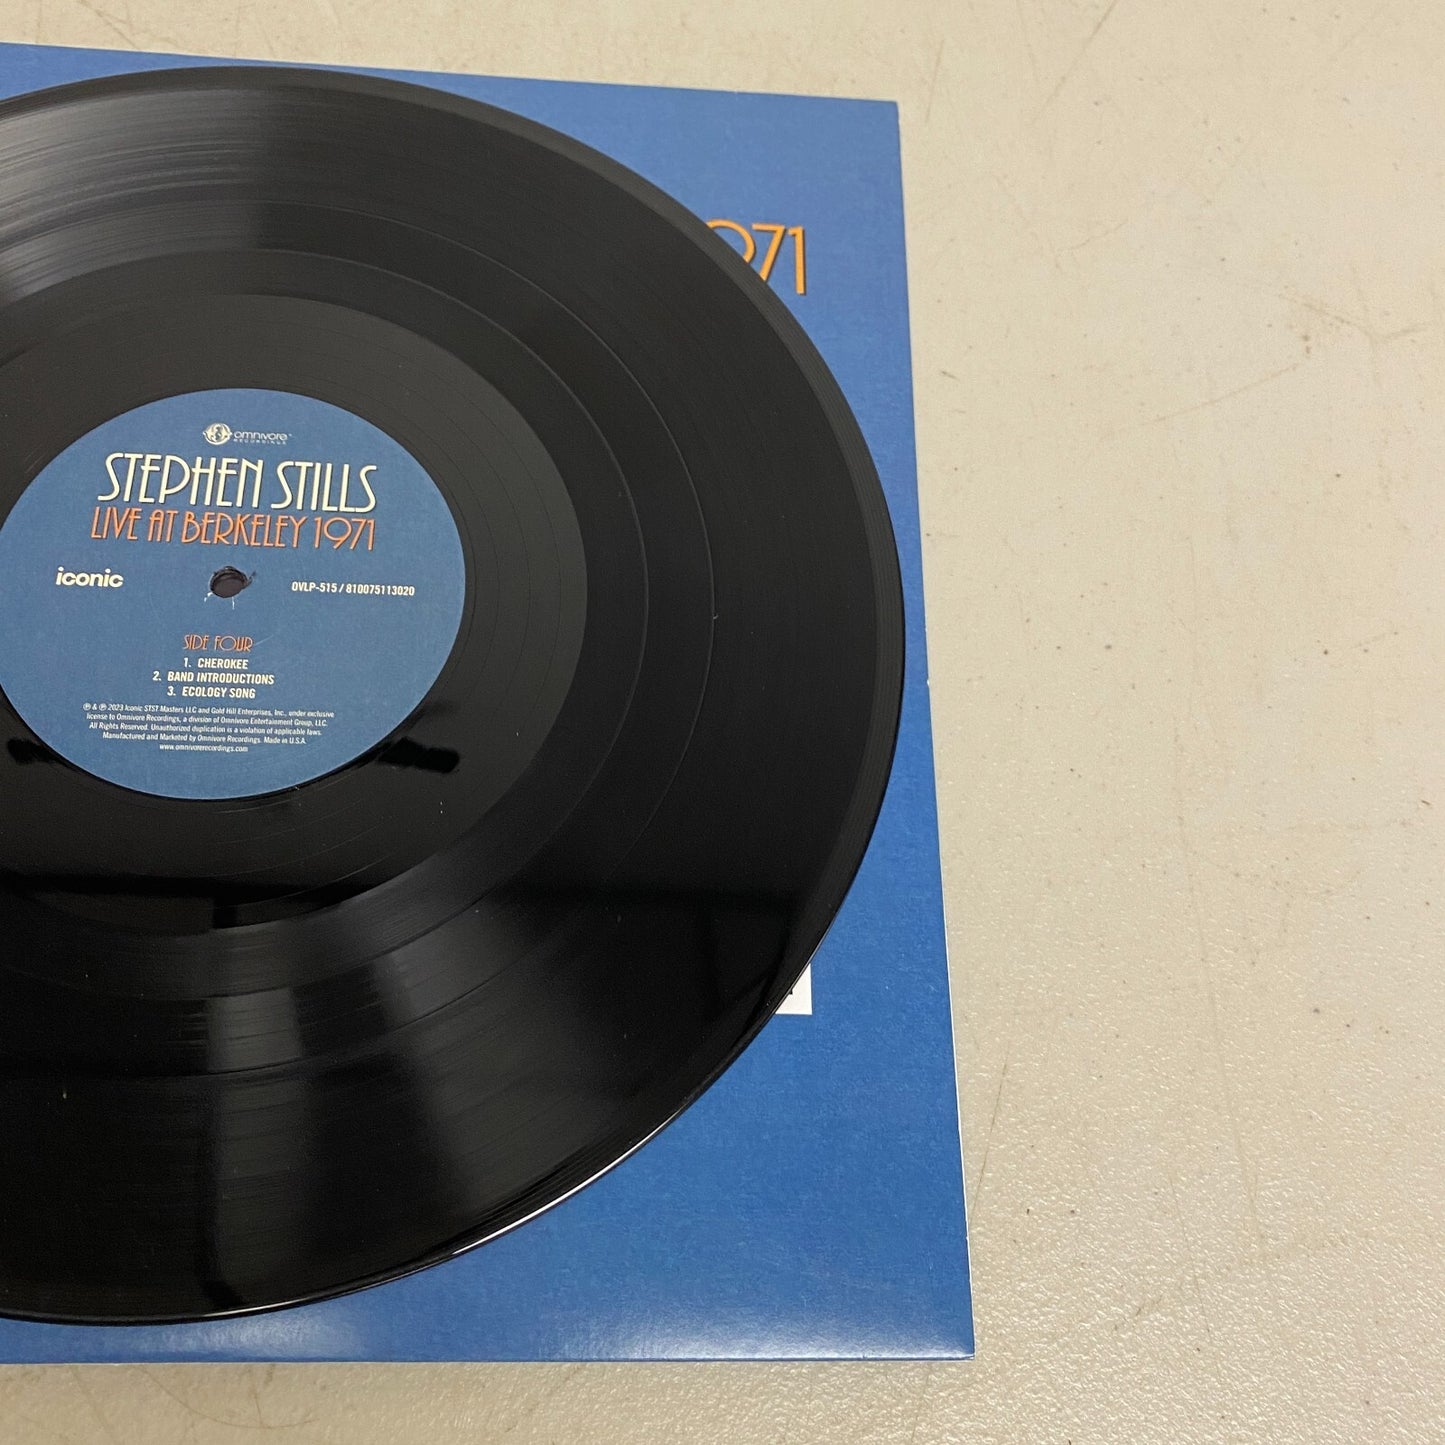 971
omnivore
RECORDINGS
STEPHEN STILLS
LIVE AT BERKELEY 1971
iconic
OVLP-515 / 810075113020
SIDE FOUR
1. CHEROKEE
2. BAND INTRODUCTIONS
3. ECOLOGY SONG
℗ & ℗ 2023 Iconic STST Masters LLC and Gold Hill Enterprises, Inc., under exclusive
license to Omnivore Recordings, a division of Omnivore Entertainment Group, LLC.
All Rights Reserved. Unauthorized duplication is a violation of applicable laws.
Manufactured and Marketed by Omnivore Recordings. Made in U.S.A.
www.omnivorerecordings.com